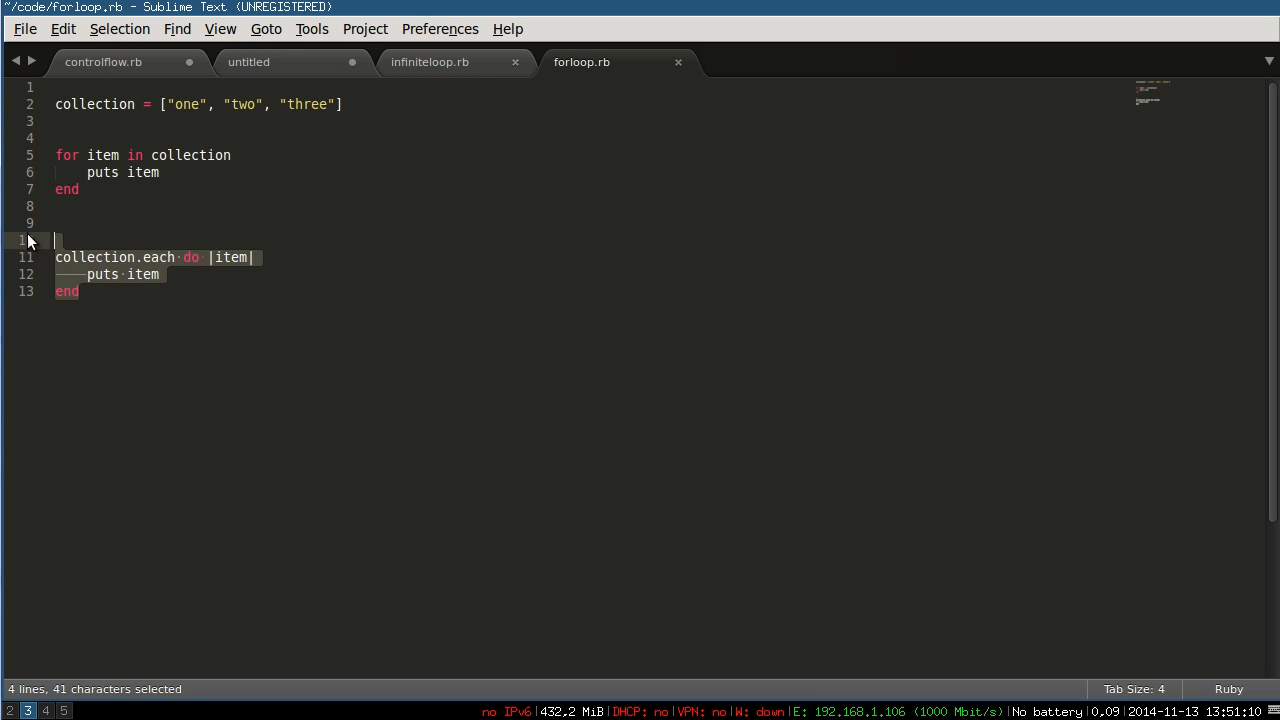 ~/code/forloop.rb - Sublime Text (UNREGISTERED)
File Edit Selection Find View Goto Tools Project Preferences Help
controlflow.rb untitled infiniteloop.rb forloop.rb
1
2 collection = ["one", "two", "three"]
3
4
5 for item in collection
6 puts item
7 end
8
9
1
11 collection.each do |item|
12 puts item
13 end
4 lines, 41 characters selected Tab Size: 4 Ruby
2 3 4 5 no IPv6|432,2 MiB|DHCP: no|VPN: no|W: down|E: 192.168.1.106 (1000 Mbit/s)|No battery|0,09|2014-11-13 13:51:10